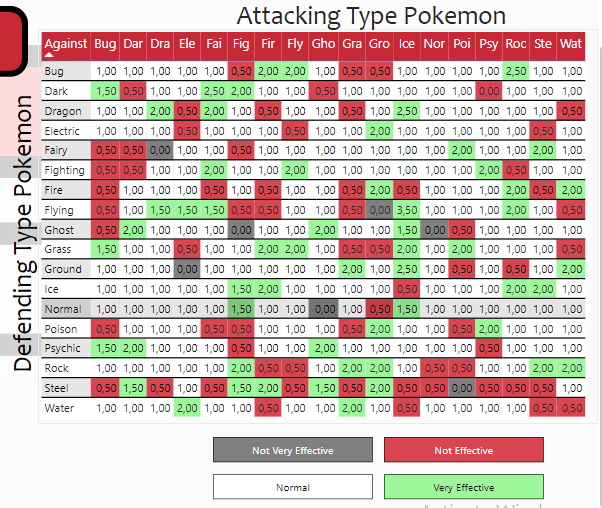 Attacking Type Pokemon
Defending Type Pokemon
Against Bug Dar Dra Ele Fai Fig Fir Fly Gho Gra Gro Ice Nor Poi Psy Roc Ste Wat
Bug 1,00 1,00 1,00 1,00 1,00 0,50 2,00 2,00 1,00 0,50 0,50 1,00 1,00 1,00 1,00 2,50 1,00 1,00
Dark 1,50 0,50 1,00 1,00 2,50 2,00 1,00 1,00 0,50 1,00 1,00 1,00 1,00 1,00 0,00 1,00 1,00 1,00
Dragon 1,00 1,00 2,00 0,50 2,00 1,00 0,50 1,00 1,00 0,50 1,00 2,50 1,00 1,00 1,00 1,00 1,00 0,50
Electric 1,00 1,00 1,00 0,50 1,00 1,00 1,00 0,50 1,00 1,00 2,00 1,00 1,00 1,00 1,00 1,00 0,50 1,00
Fairy 0,50 0,50 0,00 1,00 1,00 0,50 1,00 1,00 1,00 1,00 1,00 1,00 1,00 2,00 1,00 1,00 2,00 1,00
Fighting 0,50 0,50 1,00 1,00 2,00 1,00 1,00 2,00 1,00 1,00 1,00 1,00 1,00 1,00 2,00 0,50 1,00 1,00
Fire 0,50 1,00 1,00 1,00 0,50 1,00 0,50 1,00 1,00 0,50 2,00 0,50 1,00 1,00 1,00 2,00 0,50 2,00
Flying 0,50 1,00 1,50 1,50 1,50 0,50 0,50 1,00 1,00 0,50 0,00 3,50 1,00 1,00 1,00 2,00 1,00 0,50
Ghost 0,50 2,00 1,00 1,00 1,00 0,00 1,00 1,00 2,00 1,00 1,00 1,50 0,00 0,50 1,00 1,00 1,00 1,00
Grass 1,50 1,00 1,00 0,50 1,00 1,00 2,00 2,00 1,00 0,50 0,50 2,00 1,00 2,00 1,00 1,00 1,00 0,50
Ground 1,00 1,00 1,00 0,00 1,00 1,00 1,00 1,00 1,00 2,00 1,00 2,50 1,00 0,50 1,00 0,50 1,00 2,00
Ice 1,00 1,00 1,00 1,00 1,00 1,50 2,00 1,00 1,00 1,00 1,00 0,50 1,00 1,00 1,00 2,00 2,00 1,00
Normal 1,00 1,00 1,00 1,00 1,00 1,50 1,00 1,00 0,00 1,00 0,50 1,50 1,00 1,00 1,00 1,00 1,00 1,00
Poison 0,50 1,00 1,00 1,00 0,50 0,50 1,00 1,00 1,00 0,50 2,00 1,00 1,00 0,50 2,00 1,00 1,00 1,00
Psychic 1,50 2,00 1,00 1,00 1,00 0,50 1,00 1,00 2,00 1,00 1,00 1,00 1,00 1,00 0,50 1,00 1,00 1,00
Rock 1,00 1,00 1,00 1,00 1,00 2,00 0,50 0,50 1,00 2,00 2,00 1,00 0,50 0,50 1,00 1,00 2,00 2,00
Steel 0,50 1,50 0,50 1,00 0,50 1,50 2,00 0,50 1,50 0,50 2,00 0,50 0,50 0,00 0,50 0,50 0,50 1,00
Water 1,00 1,00 1,00 2,00 1,00 1,00 0,50 1,00 1,00 2,00 1,00 0,50 1,00 1,00 1,00 1,00 0,50 0,50
Not Very Effective Not Effective
Normal Very Effective